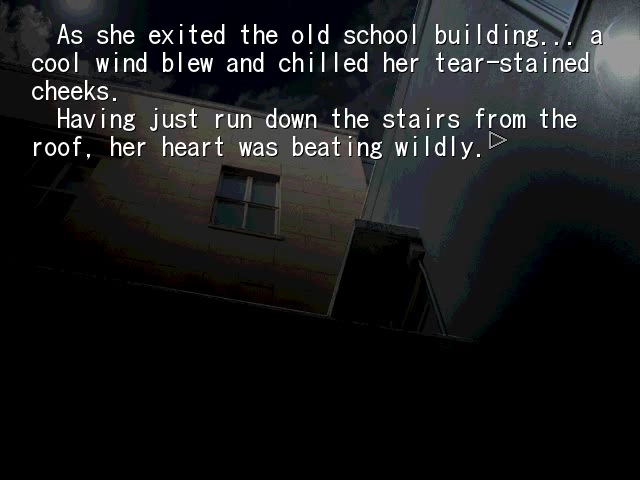 As she exited the old school building... a
cool wind blew and chilled her tear-stained
cheeks.
Having just run down the stairs from the
roof, her heart was beating wildly.